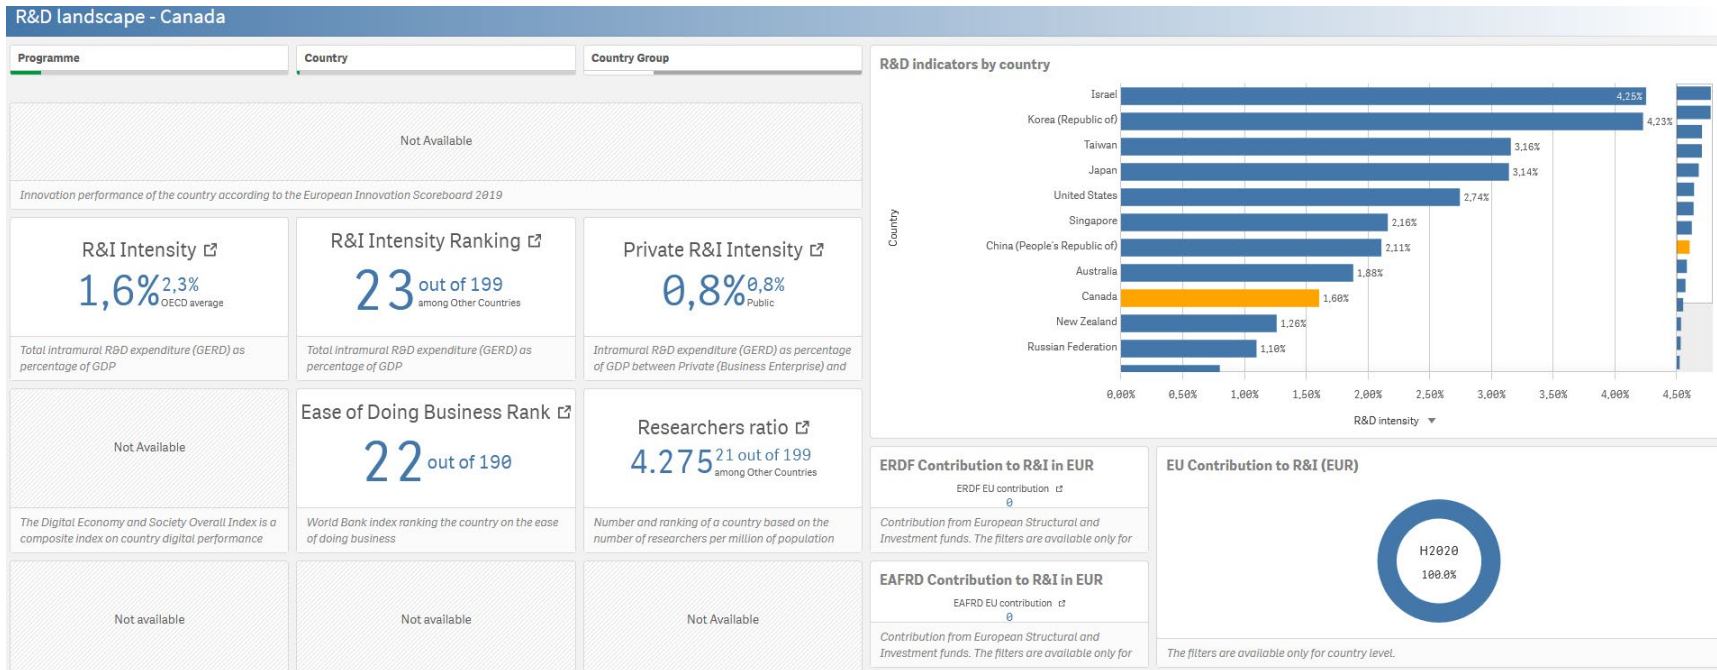 R&D landscape - Canada
Programme
Country
Country Group
Not Available
Innovation performance of the country according to the European Innovation Scoreboard 2019
R&I Intensity
1,6% 2,3%
OECD average
Total intramural R&D expenditure (GERD) as
percentage of GDP
R&I Intensity Ranking
23 out of 199
among Other Countries
Total intramural R&D expenditure (GERD) as
percentage of GDP
Private R&I Intensity
0,8% 0,8%
Public
Intramural R&D expenditure (GERD) as percentage
of GDP between Private (Business Enterprise) and
Not Available
The Digital Economy and Society Overall Index is a
composite index on country digital performance
Ease of Doing Business Rank
22 out of 190
World Bank index ranking the country on the ease
of doing business
Researchers ratio
4.275 21 out of 199
among Other Countries
Number and ranking of a country based on the
number of researchers per million of population
Not available
Not available
Not Available
R&D indicators by country
Country
Israel 4,25%
Korea (Republic of) 4,23%
Taiwan 3,16%
Japan 3,14%
United States 2,74%
Singapore 2,16%
China (People's Republic of) 2,11%
Australia 1,88%
Canada 1,60%
New Zealand 1,26%
Russian Federation 1,10%
0,00% 0,50% 1,00% 1,50% 2,00% 2,50% 3,00% 3,50% 4,00% 4,50%
R&D intensity
ERDF Contribution to R&I in EUR
ERDF EU contribution
0
Contribution from European Structural and
Investment funds. The filters are available only for
EAFRD Contribution to R&I in EUR
EAFRD EU contribution
0
Contribution from European Structural and
Investment funds. The filters are available only for
EU Contribution to R&I (EUR)
H2020
100.0%
The filters are available only for country level.